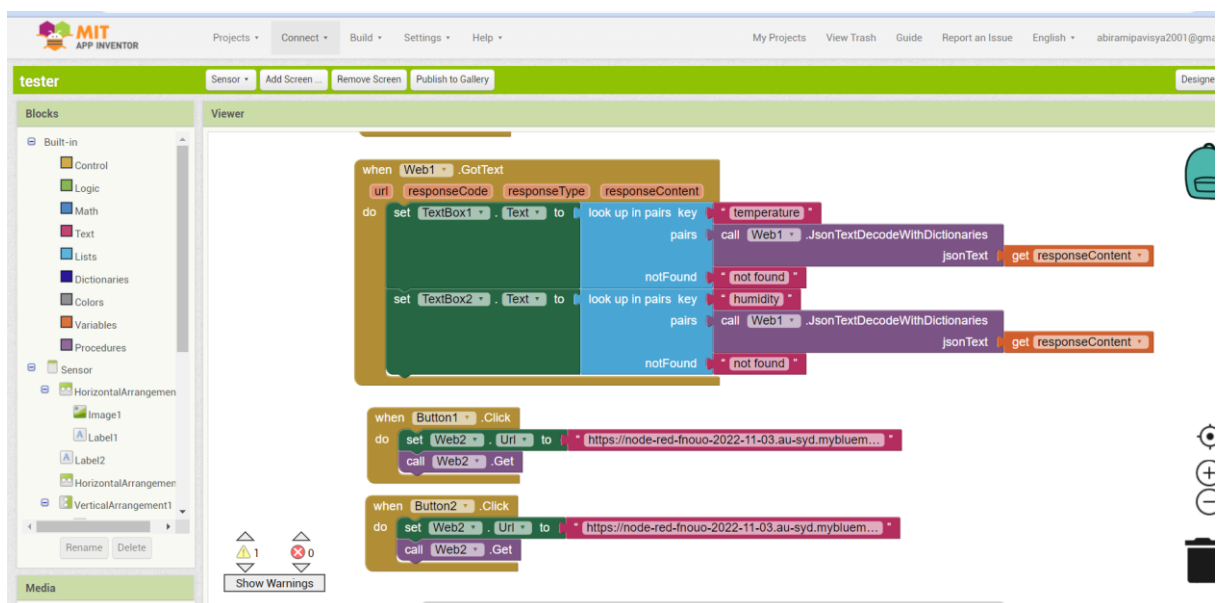 MIT
APP INVENTOR
Projects Connect Build Settings Help My Projects View Trash Guide Report an Issue English abiramipavisya2001@gma
tester Sensor Add Screen ... Remove Screen Publish to Gallery Designe
Blocks Viewer
Built-in
Control
Logic
Math
Text
Lists
Dictionaries
Colors
Variables
Procedures
Sensor
HorizontalArrangemen
Image1
Label1
Label2
HorizontalArrangemen
VerticalArrangement1
Rename Delete
Media
when Web1 .GotText
url responseCode responseType responseContent
do set TextBox1 . Text to look up in pairs key " temperature "
pairs call Web1 .JsonTextDecodeWithDictionaries
jsonText get responseContent
notFound " not found "
set TextBox2 . Text to look up in pairs key " humidity "
pairs call Web1 .JsonTextDecodeWithDictionaries
jsonText get responseContent
notFound " not found "
when Button1 .Click
do set Web2 . Url to " https://node-red-fnouo-2022-11-03.au-syd.mybluem... "
call Web2 .Get
when Button2 .Click
do set Web2 . Url to " https://node-red-fnouo-2022-11-03.au-syd.mybluem... "
call Web2 .Get
1 0
Show Warnings